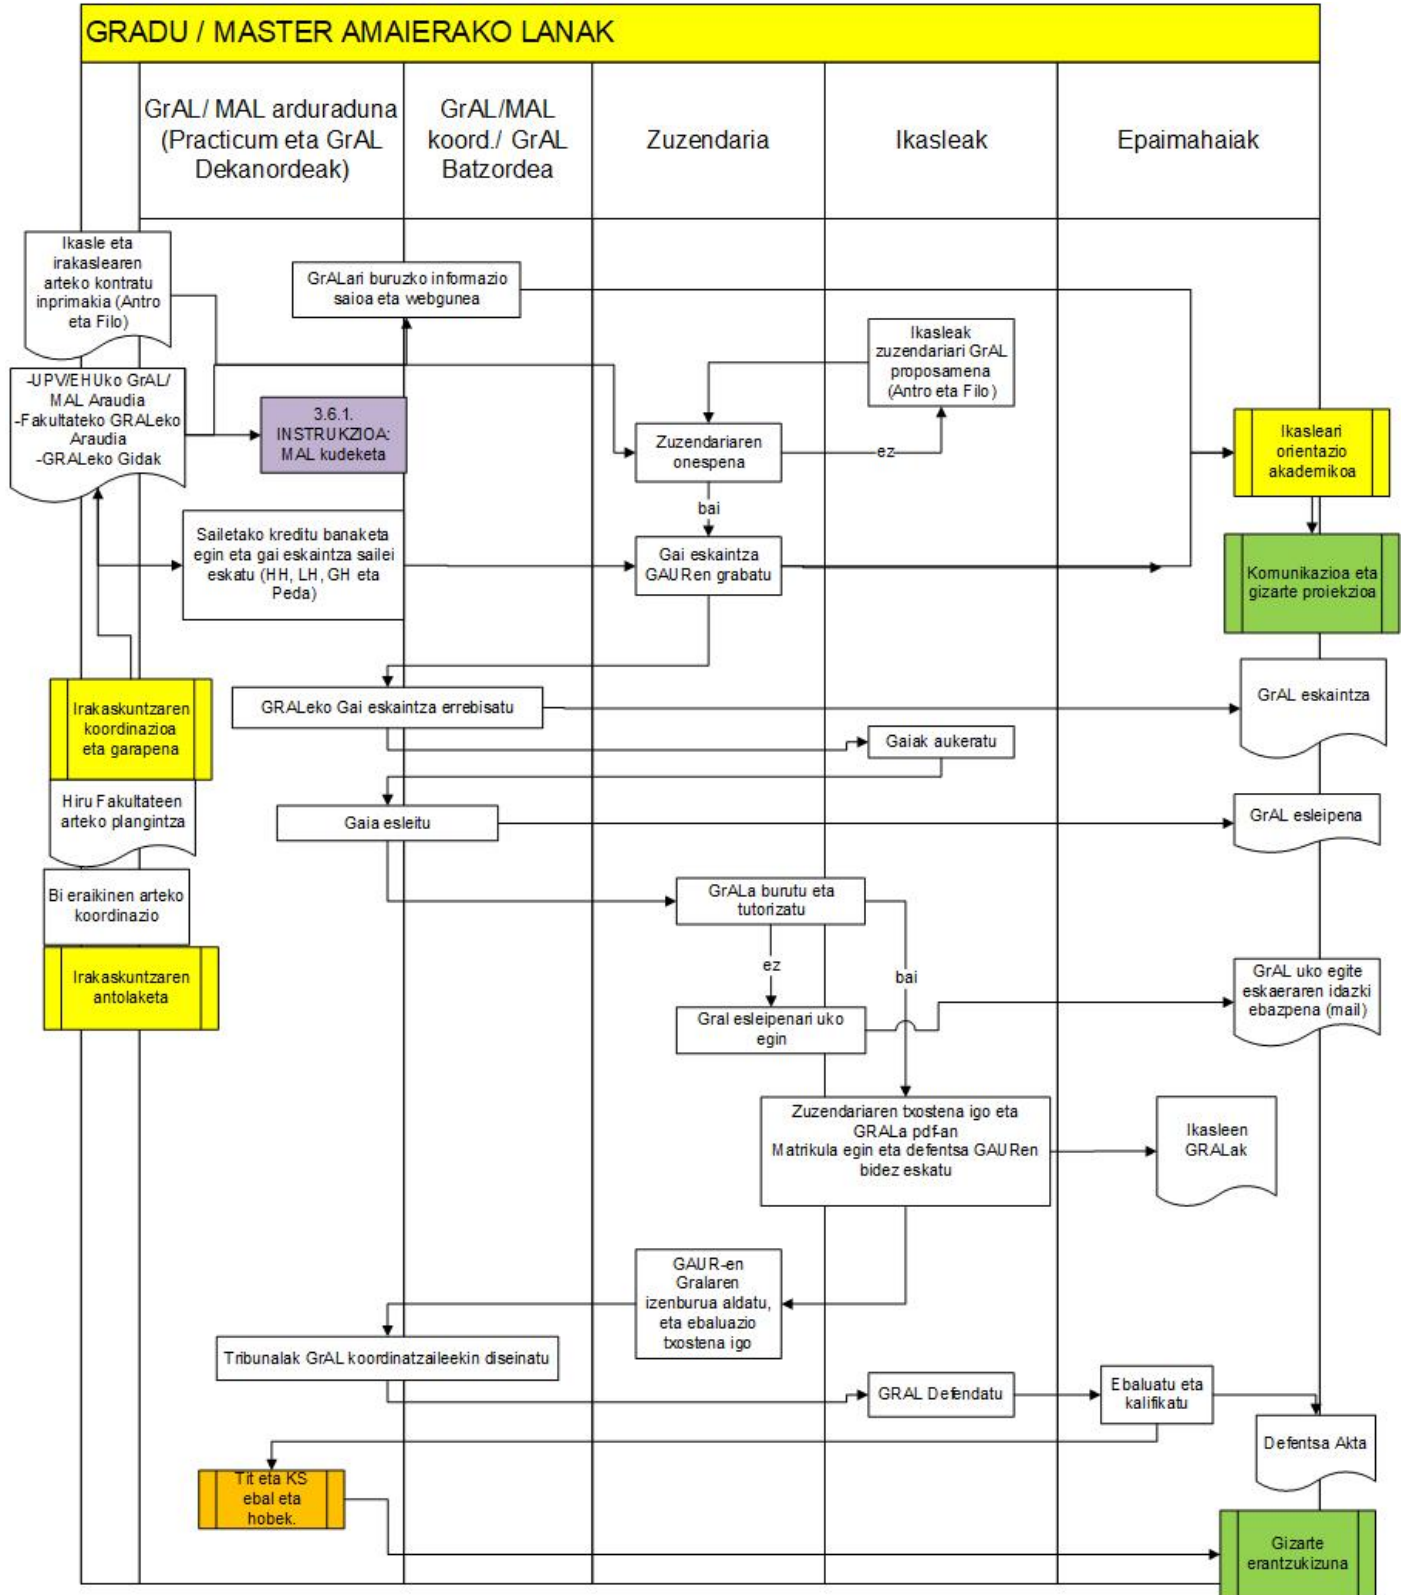 GRADU / MASTER AMAIERAKO LANAK
GrAL/ MAL arduraduna
(Practicum eta GrAL
Dekanordeak)
GrAL/MAL
koord./ GrAL
Batzordea
Zuzendaria
Ikasleak
Epaimahaiak
Ikasle eta
irakaslearen
arteko kontratu
inprimakia (Antro
eta Filo)
GrALari buruzko informazio
saioa eta webgunea
Ikasleak
zuzendariari GrAL
proposamena
(Antro eta Filo)
-UPV/EHUko GrAL/
MAL Araudia
-Fakultateko GRALeko
Araudia
-GRALeko Gidak
3.6.1.
INSTRUKZIOA:
MAL kudeketa
Zuzendariaren
onespena
ez
Ikasleari
orientazio
akademikoa
bai
Sailetako kreditu banaketa
egin eta gai eskaintza sailei
eskatu (HH, LH, GH eta
Peda)
Gai eskaintza
GAURen grabatu
Komunikazioa eta
gizarte proiekzioa
Irakaskuntzaren
koordinazioa
eta garapena
GRALeko Gai eskaintza errebisatu
GrAL eskaintza
Gaiak aukeratu
Hiru Fakultateen
arteko plangintza
Gaia esleitu
GrAL esleipena
Bi eraikinen arteko
koordinazio
GrALa burutu eta
tutorizatu
Irakaskuntzaren
antolaketa
ez
bai
GrAL uko egite
eskaeraren idazki
ebazpena (mail)
Gral esleipenari uko
egin
Zuzendariaren txostena igo eta
GRALa pdf-an
Matrikula egin eta defentsa GAURen
bidez eskatu
Ikasleen
GRALak
GAUR-en
Gralaren
izenburua aldatu,
eta ebaluazio
txostena igo
Tribunalak GrAL koordinatzaileekin diseinatu
GRAL Defendatu
Ebaluatu eta
kalifikatu
Defentsa Akta
Tit eta KS
ebal eta
hobek.
Gizarte
erantzukizuna